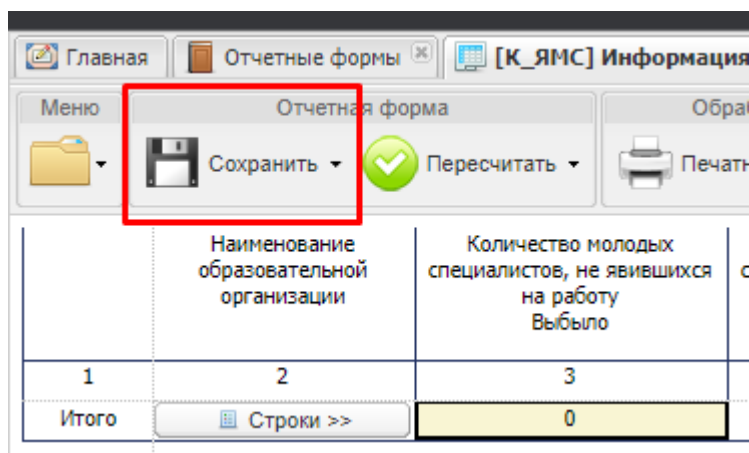 Главная Отчетные формы [К_ЯМС] Информация
Меню Отчетная форма
Сохранить Пересчитать
Наименование образовательной организации
Количество молодых специалистов, не явившихся на работу
Выбыло
1 2 3
Итого Строки >> 0